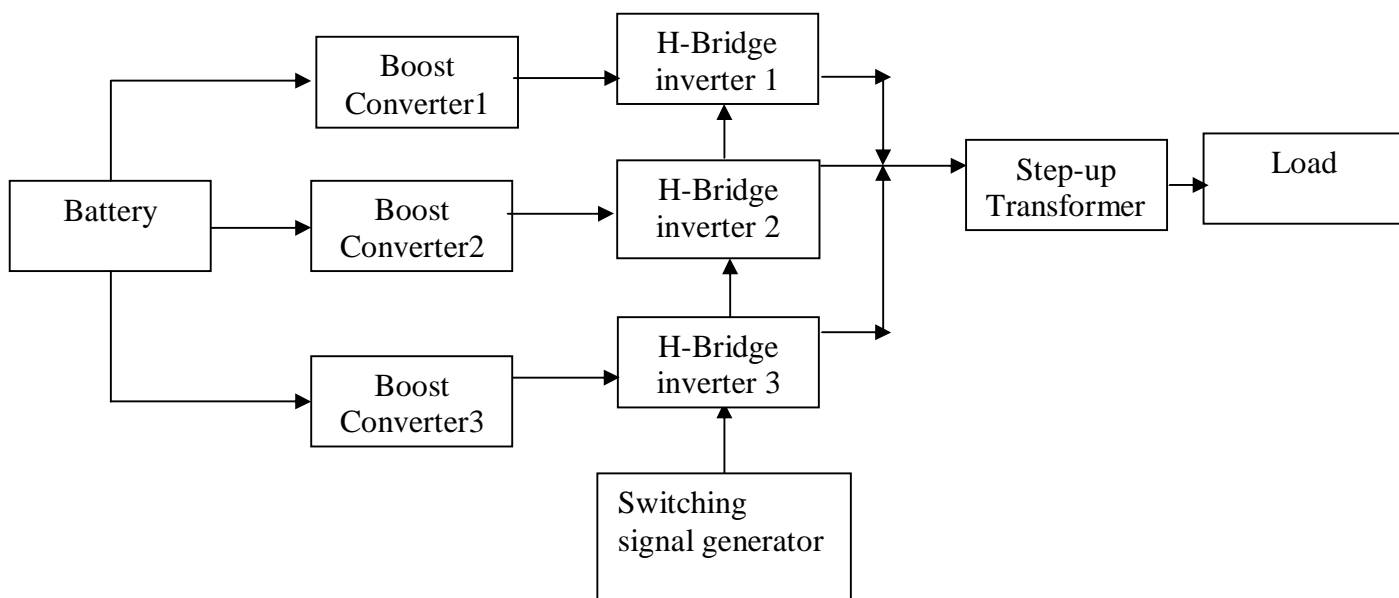 Battery
Boost
Converter1
Boost
Converter2
Boost
Converter3
H-Bridge
inverter 1
H-Bridge
inverter 2
H-Bridge
inverter 3
Switching
signal generator
Step-up
Transformer
Load